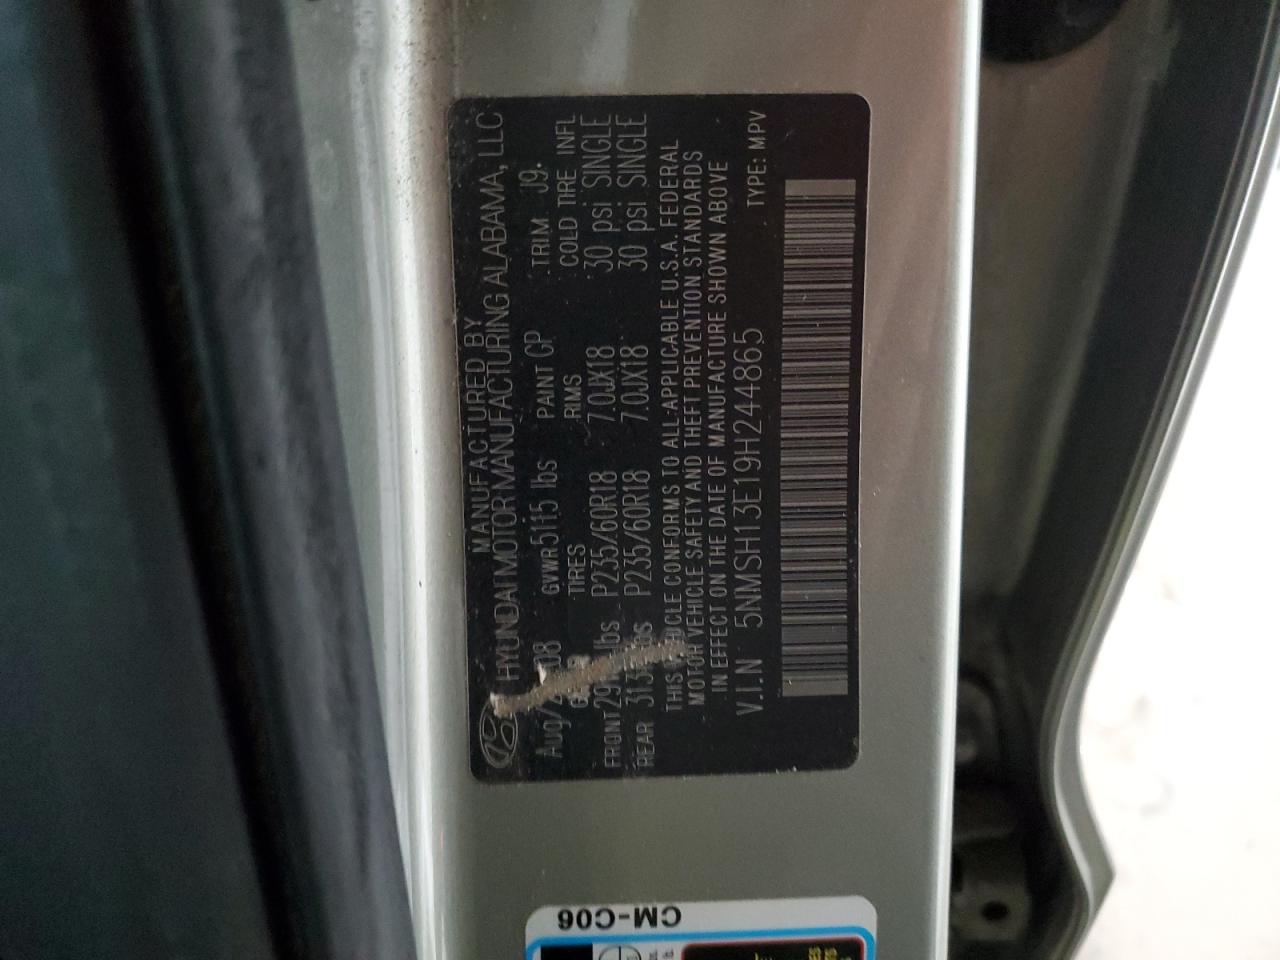 MANUFACTURED BY
HYUNDAI MOTOR MANUFACTURING ALABAMA, LLC
GVWR 5115 lbs PAINT GP TRIM J9.
TIRES RIMS COLD TIRE INFL
FRONT P235/60R18 7.0JX18 30 psi SINGLE
REAR P235/60R18 7.0JX18 30 psi SINGLE
THIS CONFORMS TO ALL APPLICABLE U.S.A. FEDERAL
MOTOR VEHICLE SAFETY AND THEFT PREVENTION STANDARDS
IN EFFECT ON THE DATE OF MANUFACTURE SHOWN ABOVE
V.I.N 5NMSH13E19H244865 TYPE: MPV
CM-C06